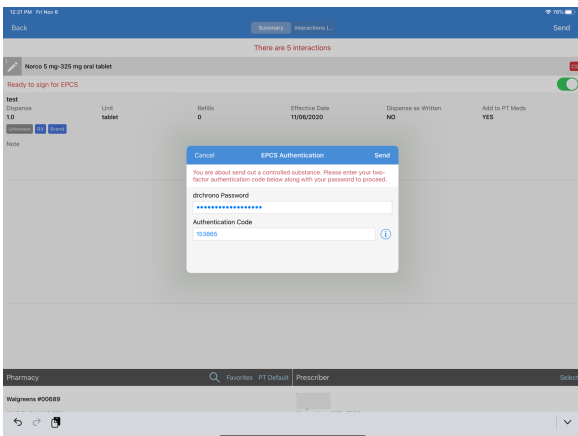 12:21 PM Fri Nov 6 76%
Back Summary Interactions (... Send
There are 5 interactions
Norco 5 mg-325 mg oral tablet
Ready to sign for EPCS
test
Dispense Unit Refills Effective Date Dispense as Written Add to PT Meds
1.0 tablet 0 11/06/2020 NO YES
Unknown RX Brand
Note
Cancel EPCS Authentication Send
You are about send out a controlled substance. Please enter your two-
factor authentication code below along with your password to proceed.
drchrono Password
••••••••••••••••••
Authentication Code
153865
Pharmacy Favorites PT Default Prescriber Select
Walgreens #00689